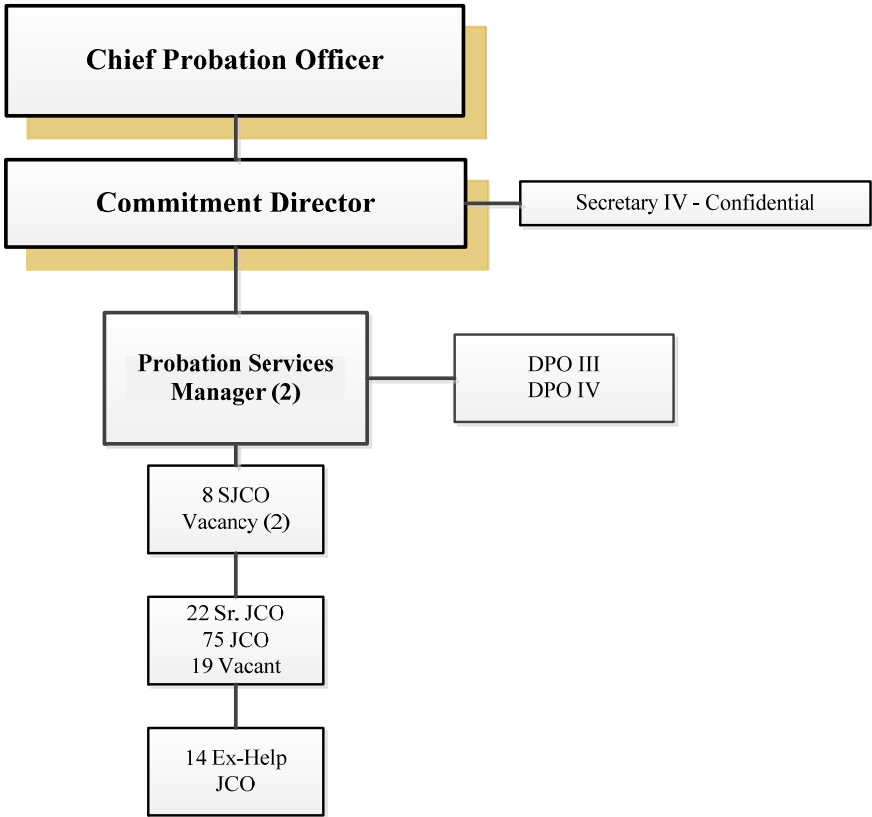 Chief Probation Officer
Commitment Director
Secretary IV - Confidential
Probation Services
Manager (2)
DPO III
DPO IV
8 SJCO
Vacancy (2)
22 Sr. JCO
75 JCO
19 Vacant
14 Ex-Help
JCO